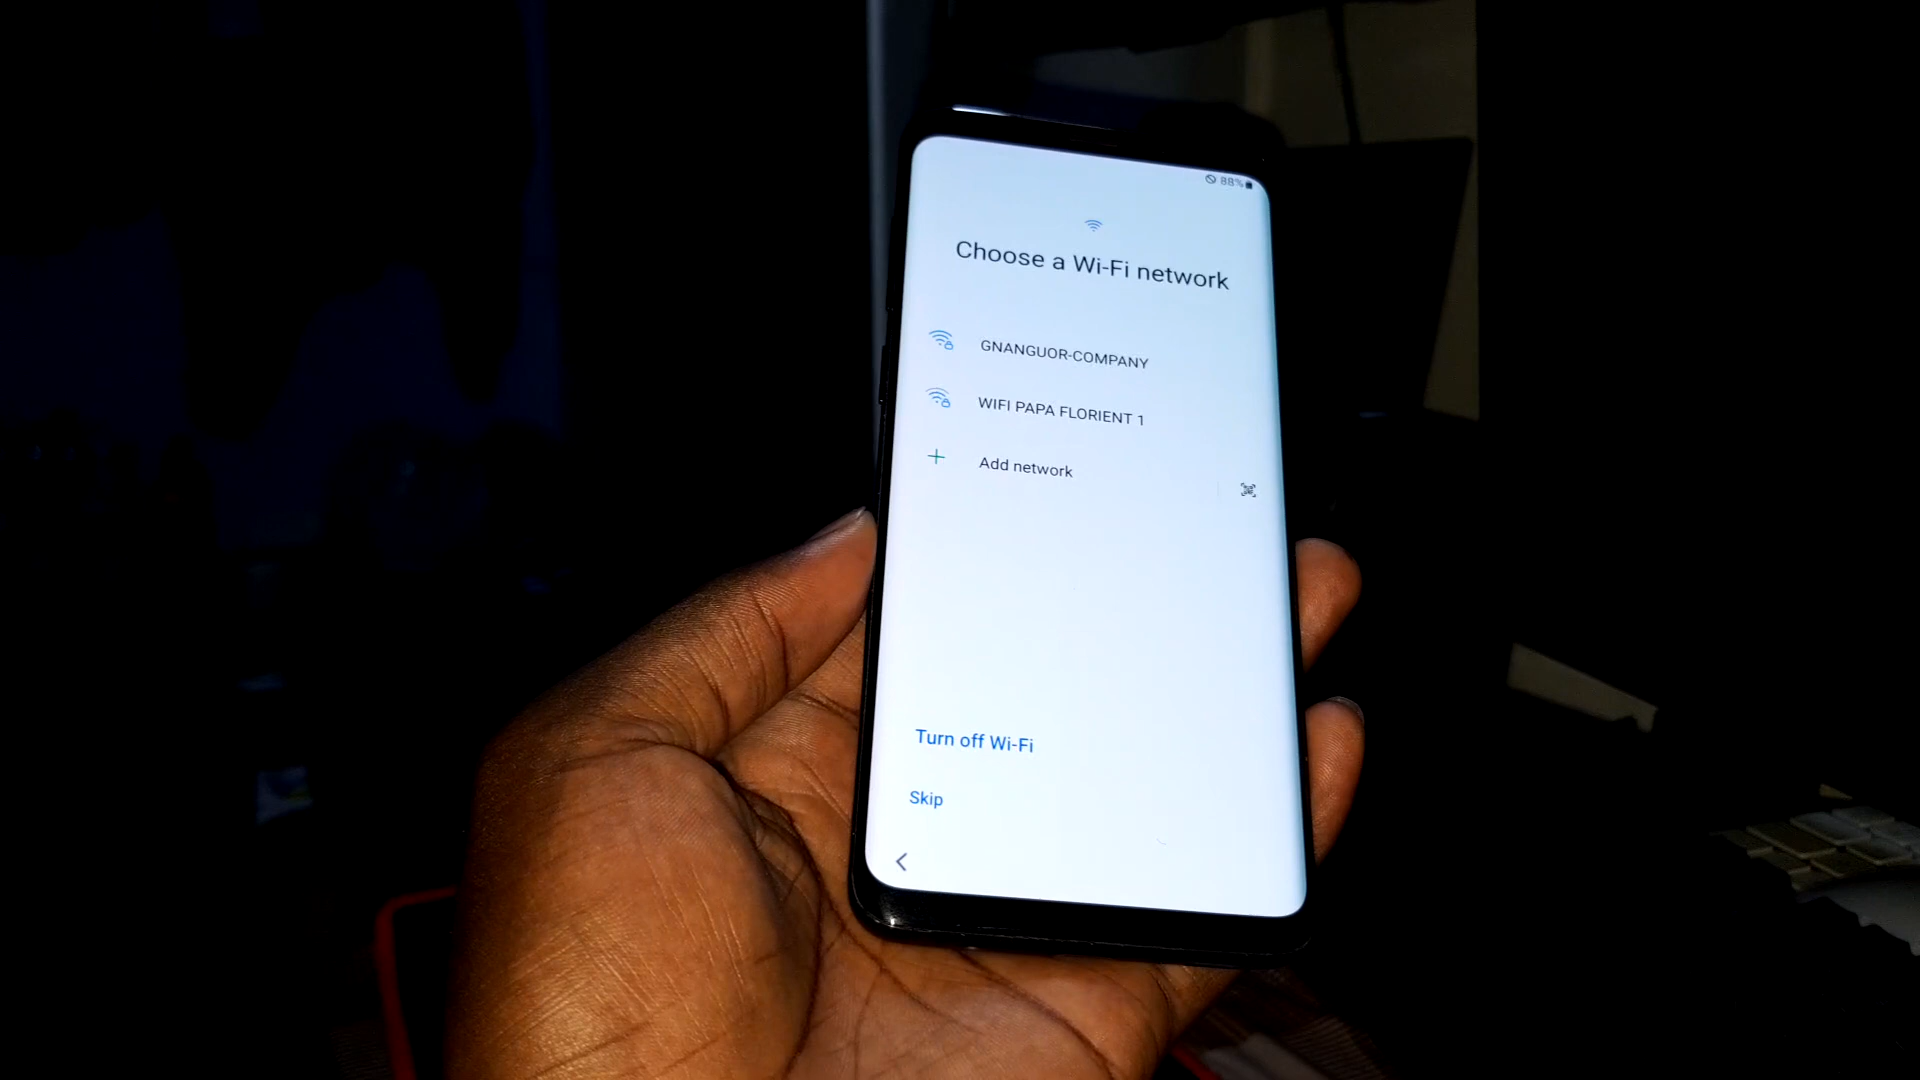 88%
Choose a Wi-Fi network
GNANGUOR-COMPANY
WIFI PAPA FLORIENT 1
Add network
Turn off Wi-Fi
Skip